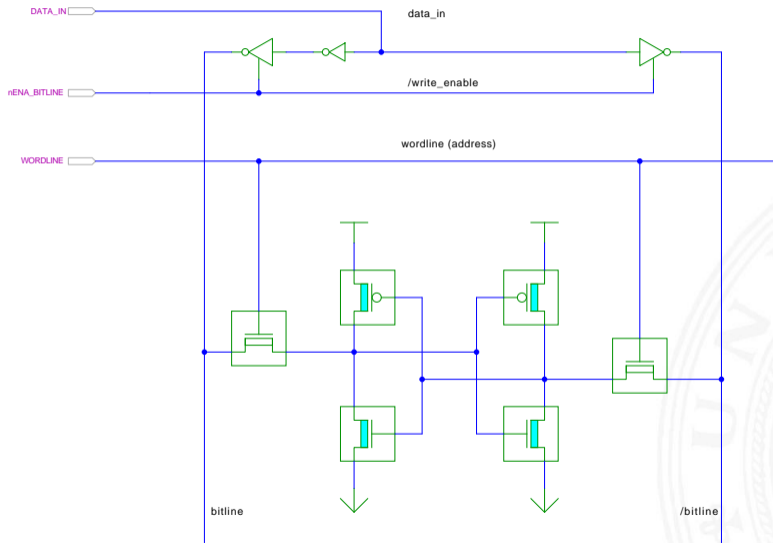 DATA_IN
data_in
nENA_BITLINE
/write_enable
wordline (address)
WORDLINE
bitline
/bitline
U N